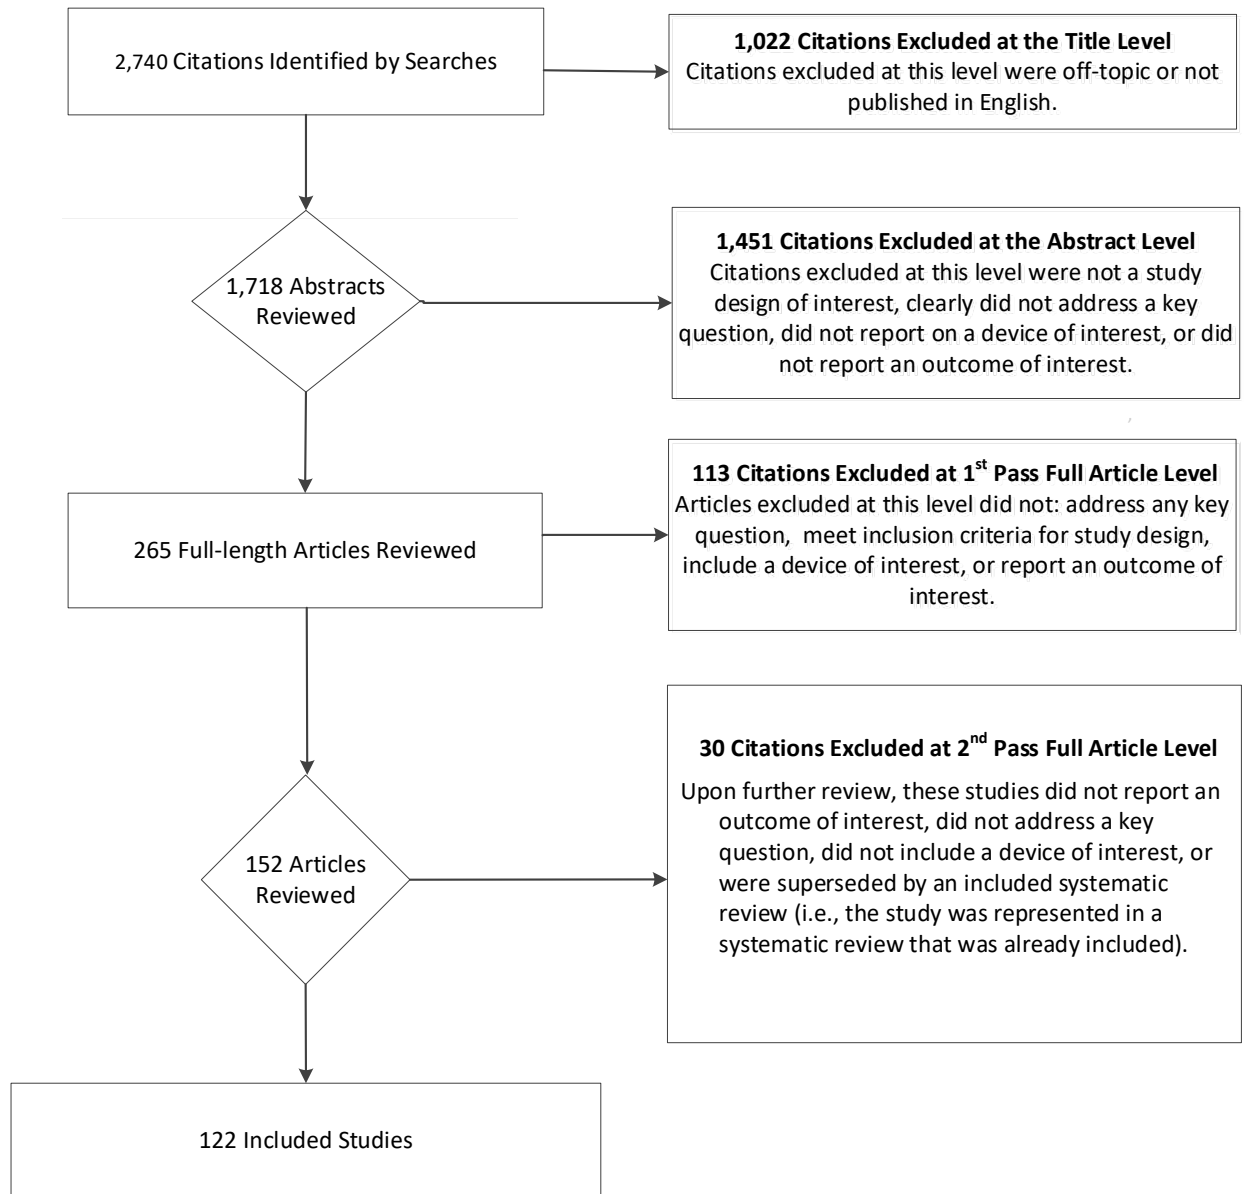 2,740 Citations Identified by Searches
1,022 Citations Excluded at the Title Level
Citations excluded at this level were off-topic or not
published in English.
1,718 Abstracts
Reviewed
1,451 Citations Excluded at the Abstract Level
Citations excluded at this level were not a study
design of interest, clearly did not address a key
question, did not report on a device of interest, or did
not report an outcome of interest.
265 Full-length Articles Reviewed
113 Citations Excluded at 1st Pass Full Article Level
Articles excluded at this level did not: address any key
question, meet inclusion criteria for study design,
include a device of interest, or report an outcome of
interest.
152 Articles
Reviewed
30 Citations Excluded at 2nd Pass Full Article Level
Upon further review, these studies did not report an
outcome of interest, did not address a key
question, did not include a device of interest, or
were superseded by an included systematic
review (i.e., the study was represented in a
systematic review that was already included).
122 Included Studies